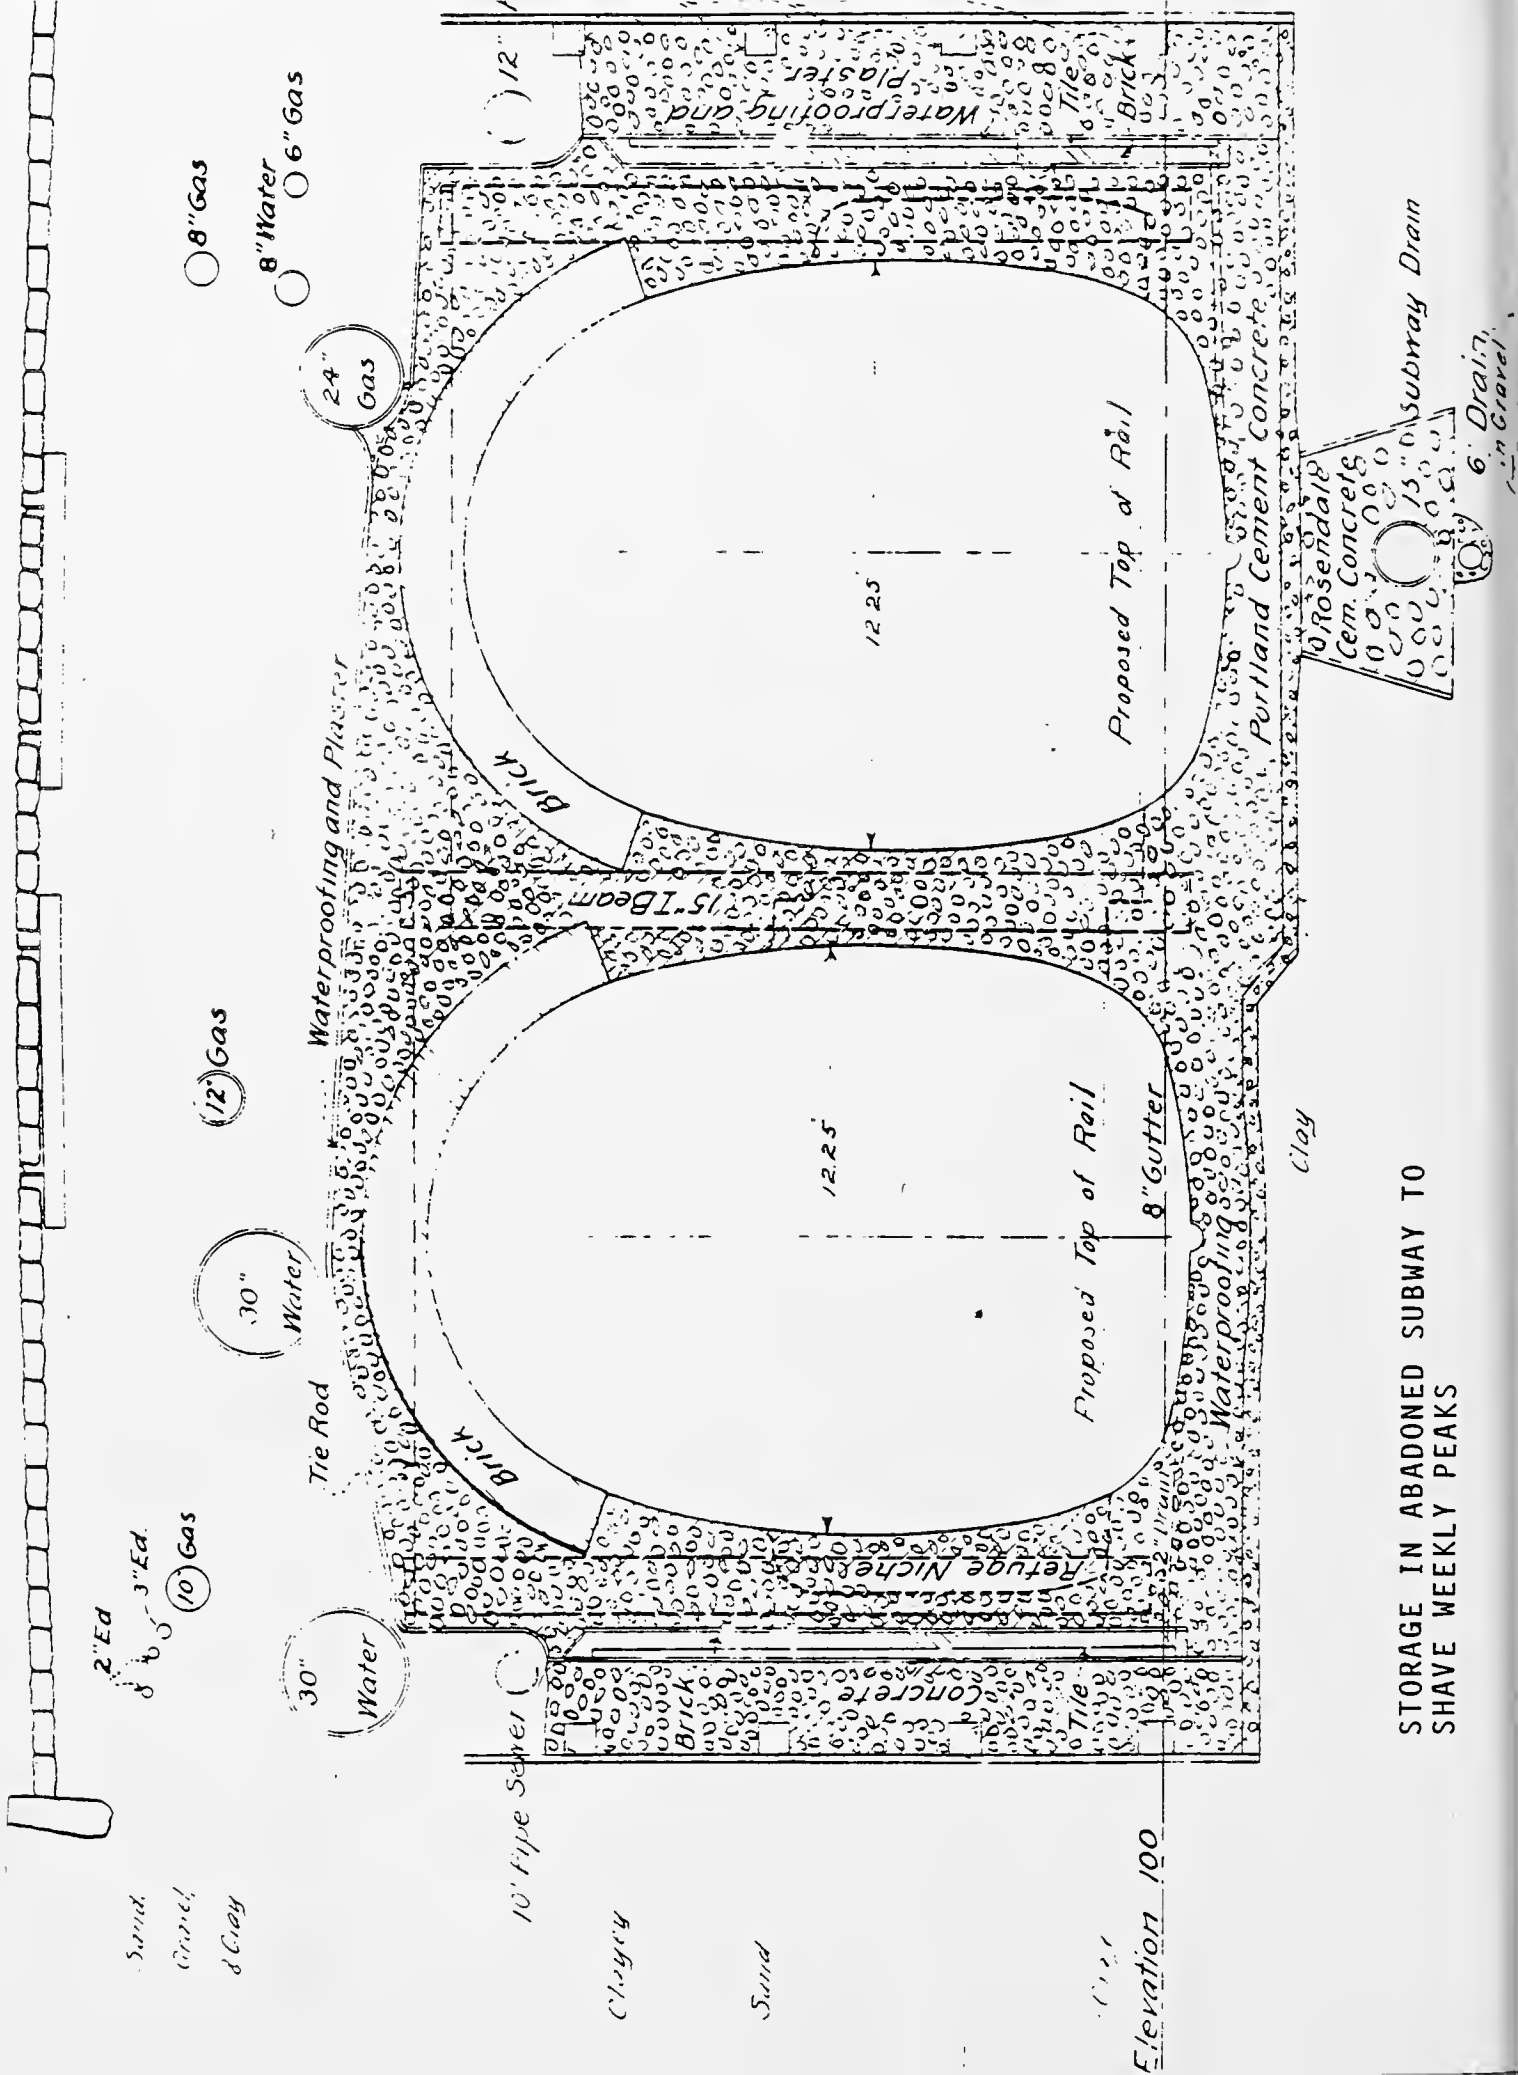 2"Ed
3"Ed.
10" Gas
12" Gas
8" Gas
8" Water
6" Gas
30"
Water
Tie Rod
30"
Water
Waterproofing and Plaster
24"
Gas
12"
10" Pipe Sewer
Sand,
Gravel,
& Clay
Clayey
Sand
Brick
Brick
15" I Beam
Waterproofing and
Plaster
Tile
Brick
Brick
Concrete
Tile
Refuge Niche
12.25
12.25
Proposed Top of Rail
Proposed Top of Rail
8" Gutter
Elevation 100
Waterproofing
Portland Cement Concrete
Clay
Rosendale
Cem. Concrete
15" Subway Drain
6" Drain,
in Gravel
STORAGE IN ABADONED SUBWAY TO
SHAVE WEEKLY PEAKS